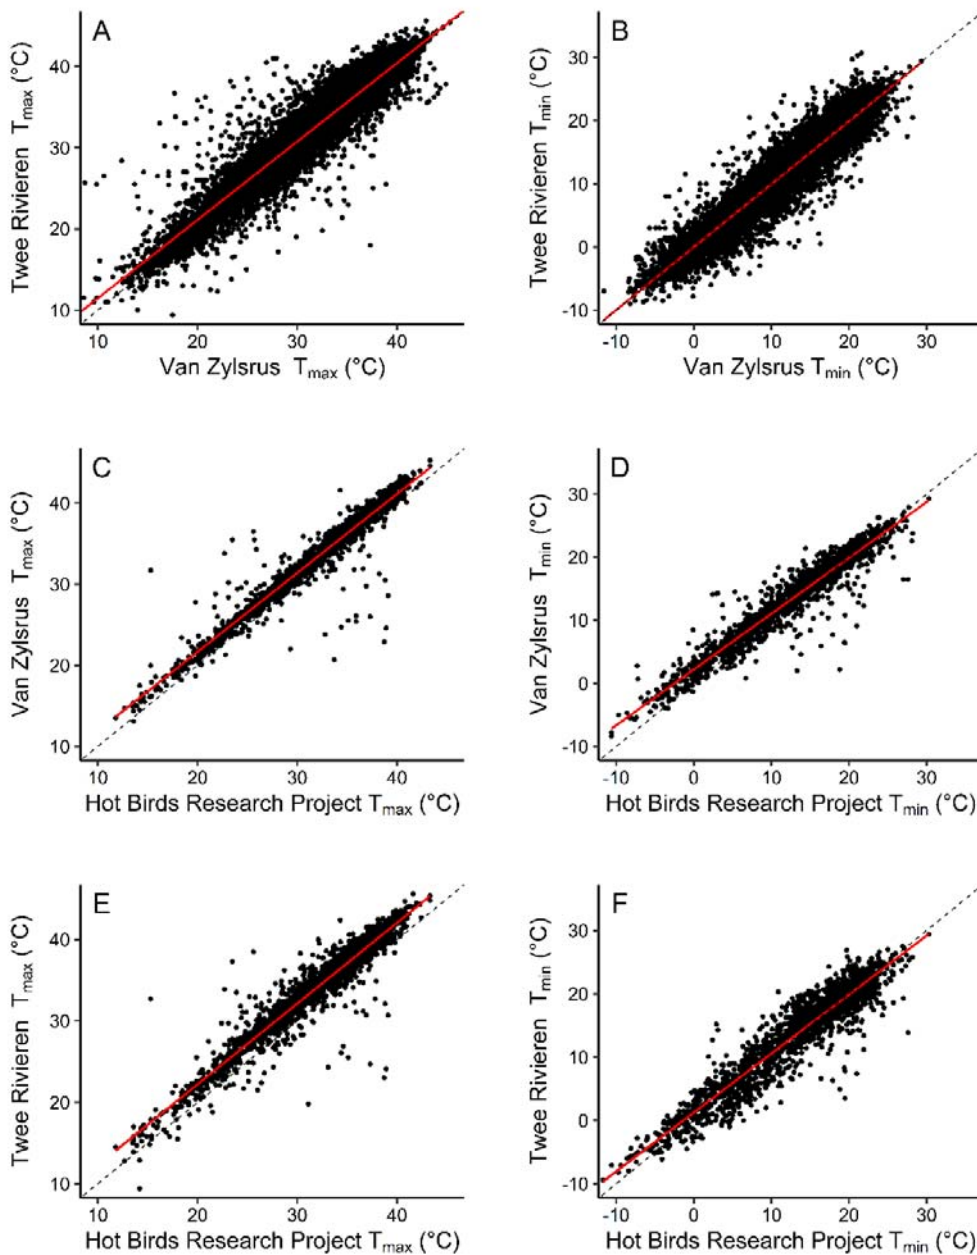 A
Twee Rivieren Tmax (°C)
40
30
20
10
10 20 30 40
Van Zylsrus Tmax (°C)
B
Twee Rivieren Tmin (°C)
30
20
10
0
-10
-10 0 10 20 30
Van Zylsrus Tmin (°C)
C
Van Zylsrus Tmax (°C)
40
30
20
10
10 20 30 40
Hot Birds Research Project Tmax (°C)
D
Van Zylsrus Tmin (°C)
30
20
10
0
-10
-10 0 10 20 30
Hot Birds Research Project Tmin (°C)
E
Twee Rivieren Tmax (°C)
40
30
20
10
10 20 30 40
Hot Birds Research Project Tmax (°C)
F
Twee Rivieren Tmin (°C)
30
20
10
0
-10
-10 0 10 20 30
Hot Birds Research Project Tmin (°C)